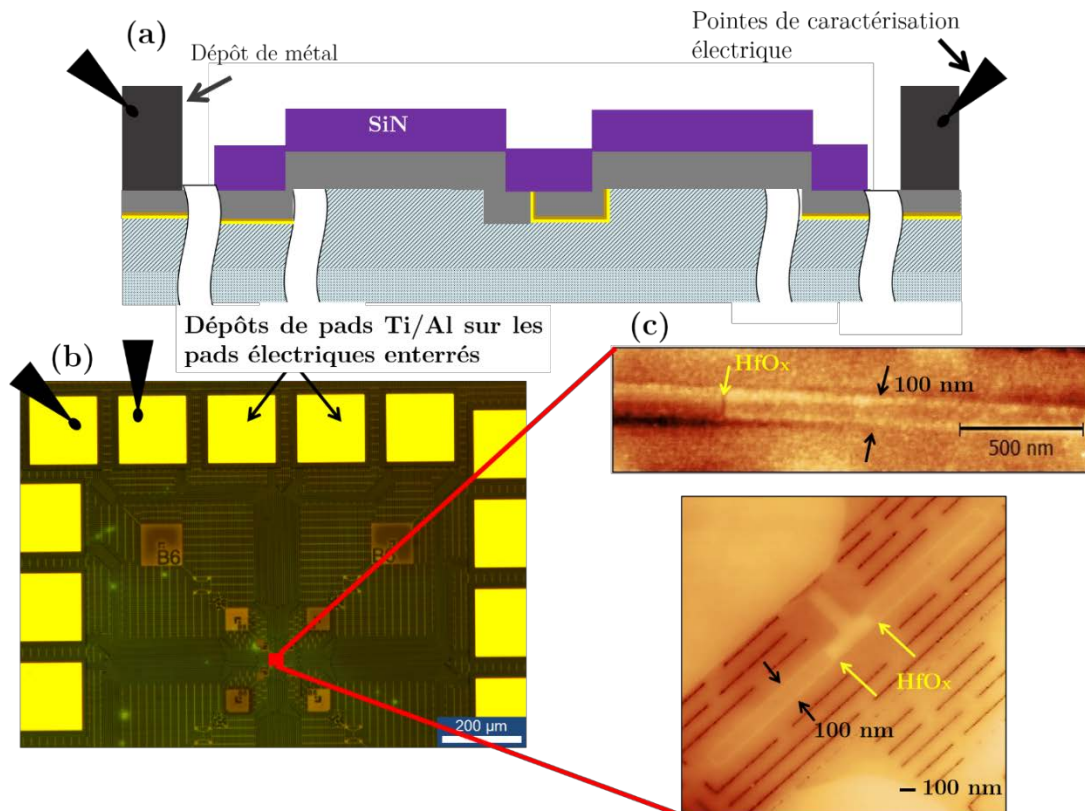 (a)
Dépôt de métal
Pointes de caractérisation
électrique
SiN
Dépôts de pads Ti/Al sur les
pads électriques enterrés
(b)
B6
200 µm
(c)
HfOx
100 nm
500 nm
HfOx
100 nm
100 nm